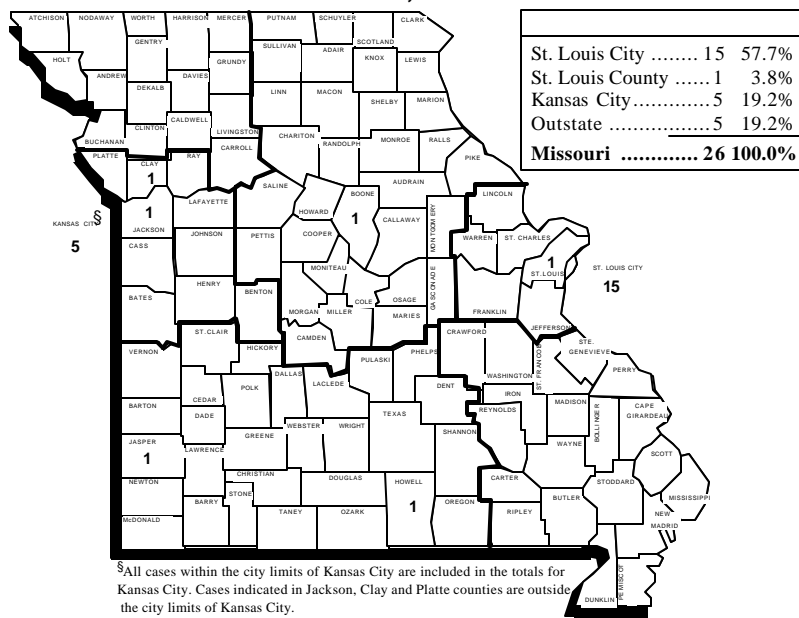 ATCHISON NODAWAY WORTH HARRISON MERCER PUTNAM SCHUYLER CLARK
SCOTLAND
GENTRY SULLIVAN ADAIR
HOLT GRUNDY KNOX LEWIS
ANDREW DAVIES
DEKALB LINN MACON
SHELBY MARION
CALDWELL
CLINTON LIVINGSTON CHARITON
BUCHANAN RANDOLPH MONROE RALLS
PLATTE RAY CARROLL
CLAY PIKE
1
SALINE AUDRAIN
BOONE LINCOLN
LAFAYETTE
1 HOWARD 1 CALLAWAY MONTGOMERY
KANSAS CITY§
JACKSON JOHNSON PETTIS COOPER WARREN ST. CHARLES
5
CASS
MONITEAU 1
ST.LOUIS ST. LOUIS CITY
15
HENRY BENTON COLE OSAGE GASCONADE
BATES MORGAN MILLER MARIES FRANKLIN
ST.CLAIR CAMDEN CRAWFORD JEFFERSON
VERNON HICKORY PULASKI PHELPS STE.
GENEVIEVE
DALLAS LACLEDE DENT WASHINGTON ST. FRANCOIS PERRY
CEDAR POLK IRON
BARTON DADE TEXAS REYNOLDS MADISON BOLLINGER CAPE
GIRARDEAU
GREENE WEBSTER WRIGHT SHANNON
JASPER LAWRENCE WAYNE SCOTT
1
NEWTON CHRISTIAN DOUGLAS HOWELL CARTER STODDARD
STONE 1 MISSISSIPPI
BARRY OREGON BUTLER
McDONALD TANEY OZARK RIPLEY NEW
MADRID
DUNKLIN PEMISCOT
St. Louis City ........ 15 57.7%
St. Louis County ...... 1 3.8%
Kansas City............. 5 19.2%
Outstate ................ 5 19.2%
Missouri ............. 26 100.0%
§All cases within the city limits of Kansas City are included in the totals for
Kansas City. Cases indicated in Jackson, Clay and Platte counties are outside
the city limits of Kansas City.